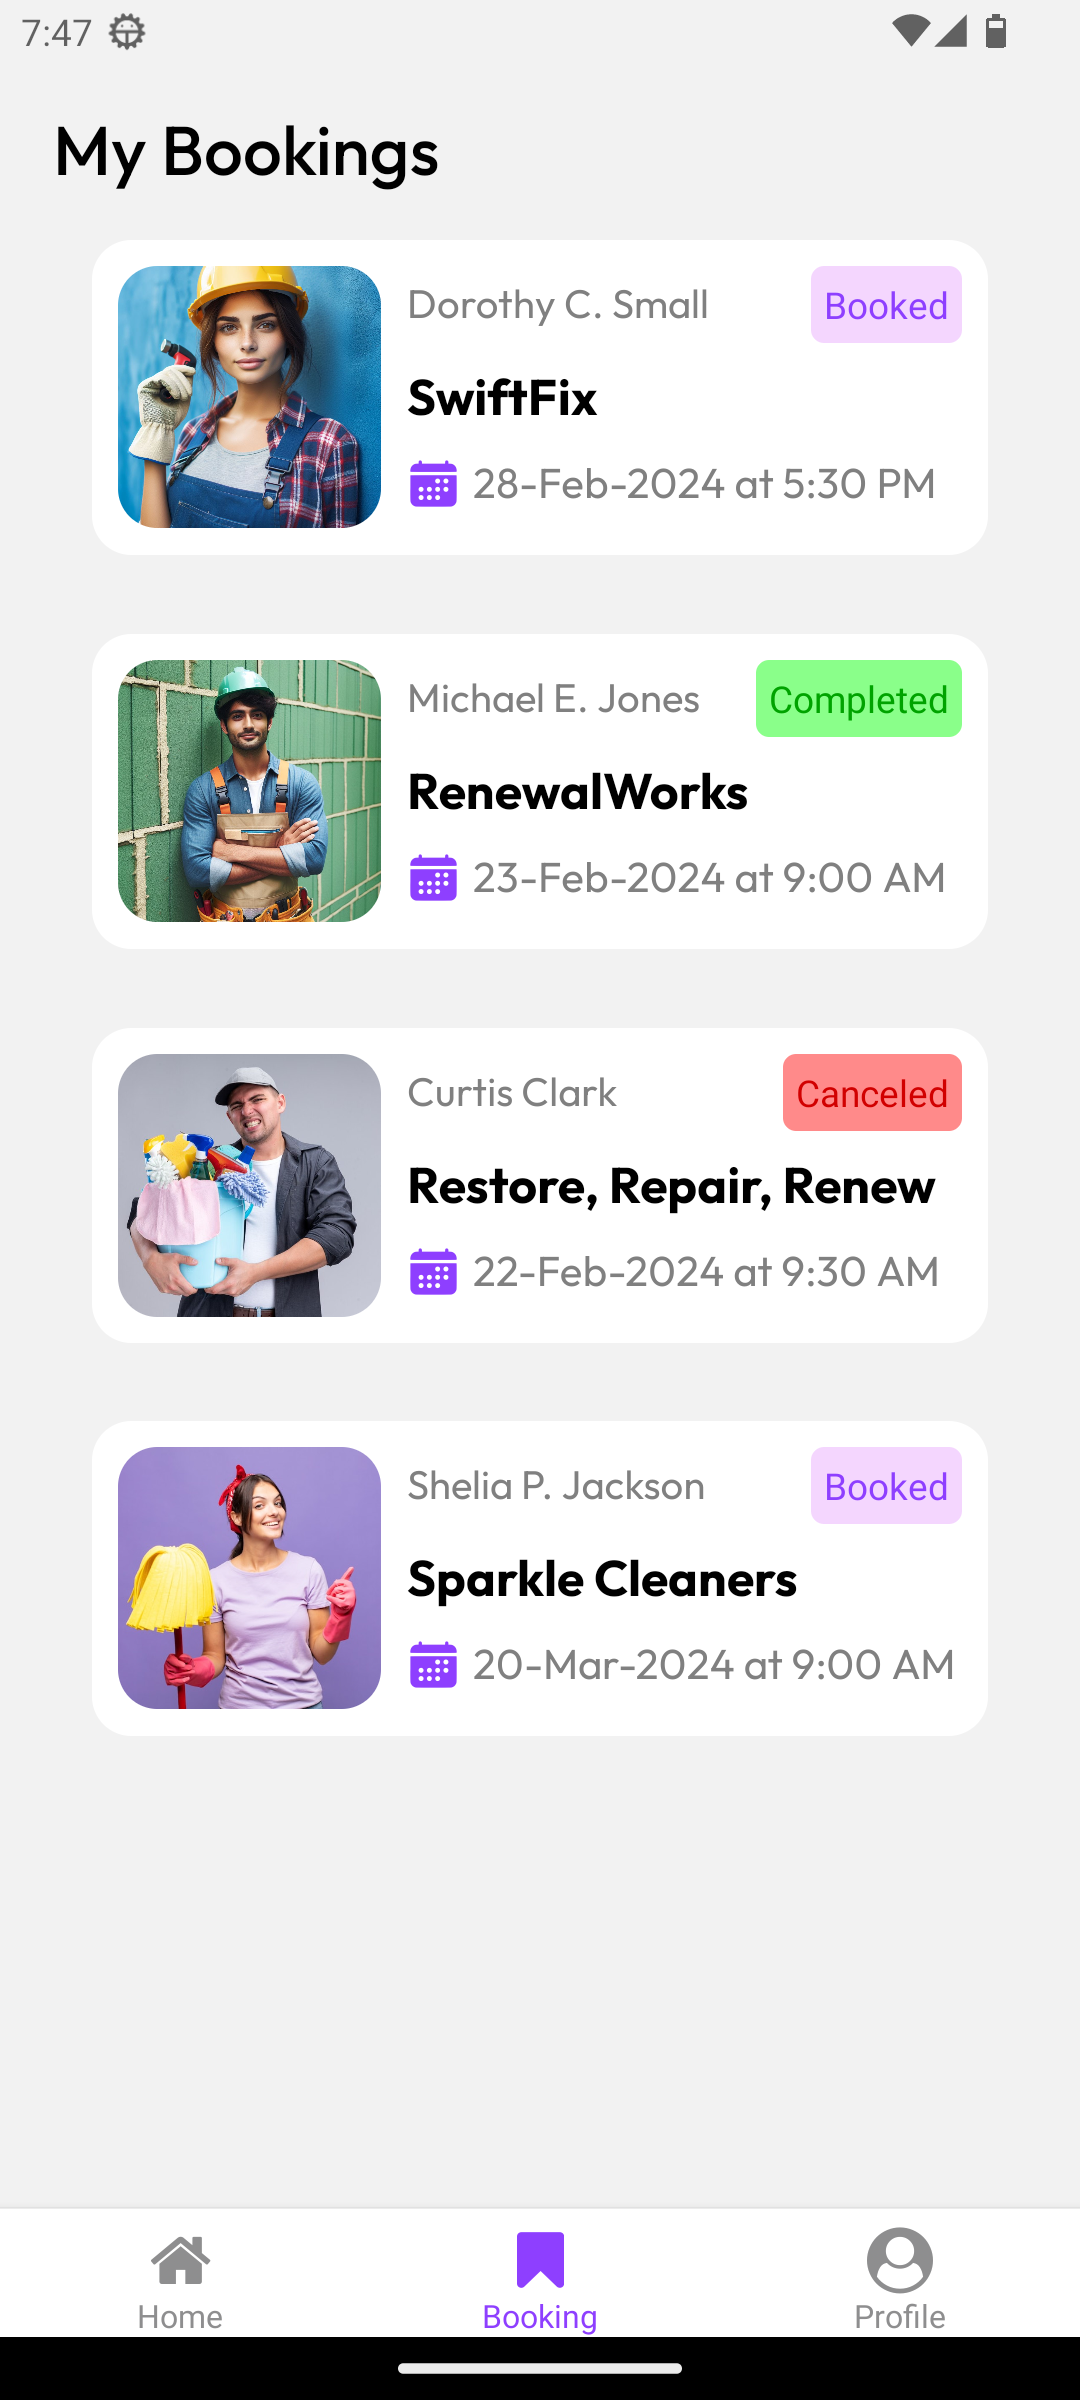 7:47
My Bookings
Dorothy C. Small
Booked
SwiftFix
28-Feb-2024 at 5:30 PM
Michael E. Jones
Completed
RenewalWorks
23-Feb-2024 at 9:00 AM
Curtis Clark
Canceled
Restore, Repair, Renew
22-Feb-2024 at 9:30 AM
Shelia P. Jackson
Booked
Sparkle Cleaners
20-Mar-2024 at 9:00 AM
Home
Booking
Profile